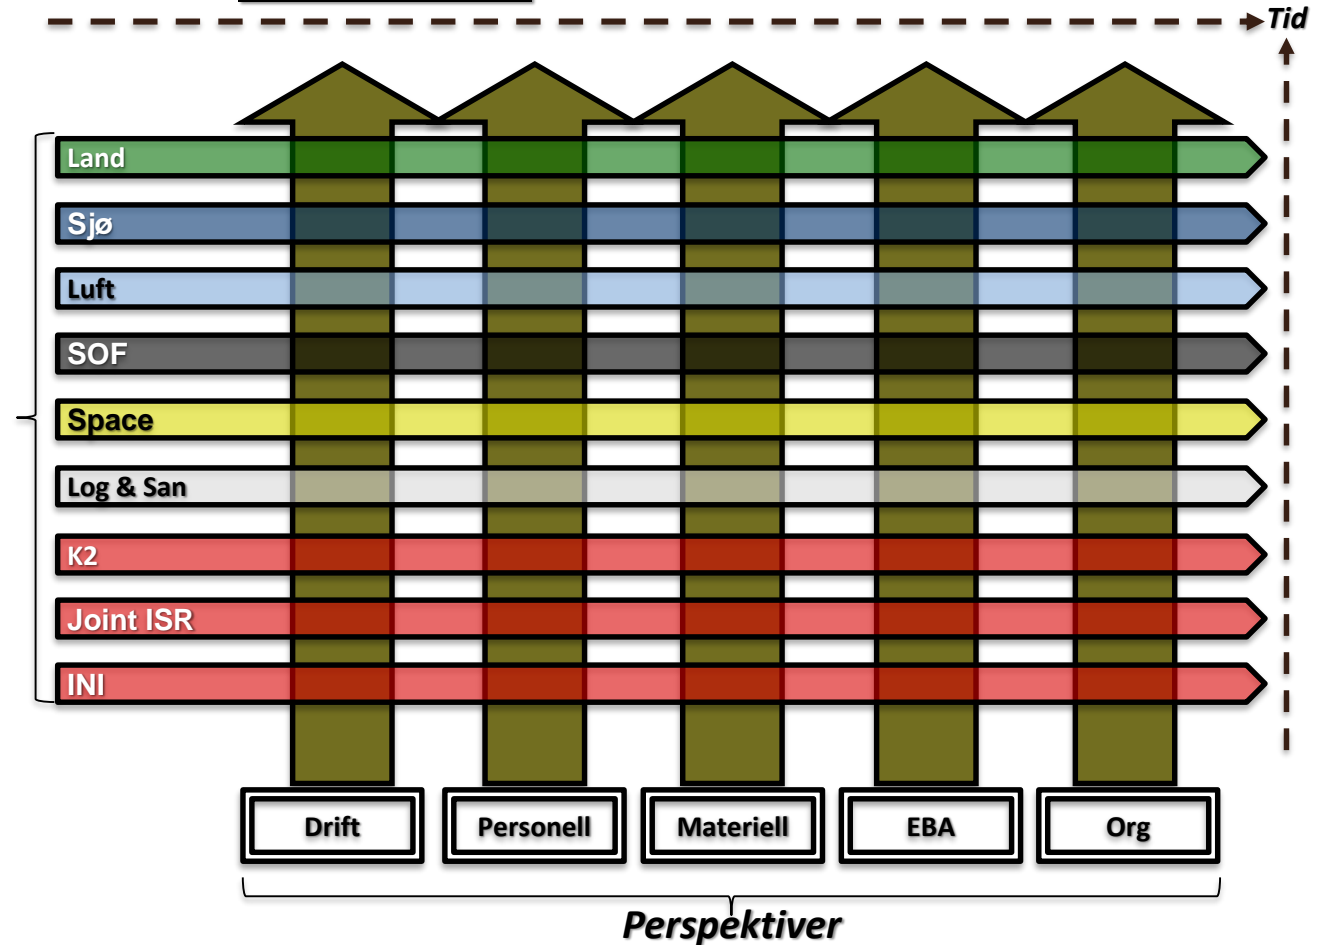 Tid
Land
Sjø
Luft
SOF
Space
Log & San
K2
Joint ISR
INI
Drift
Personell
Materiell
EBA
Org
Perspektiver